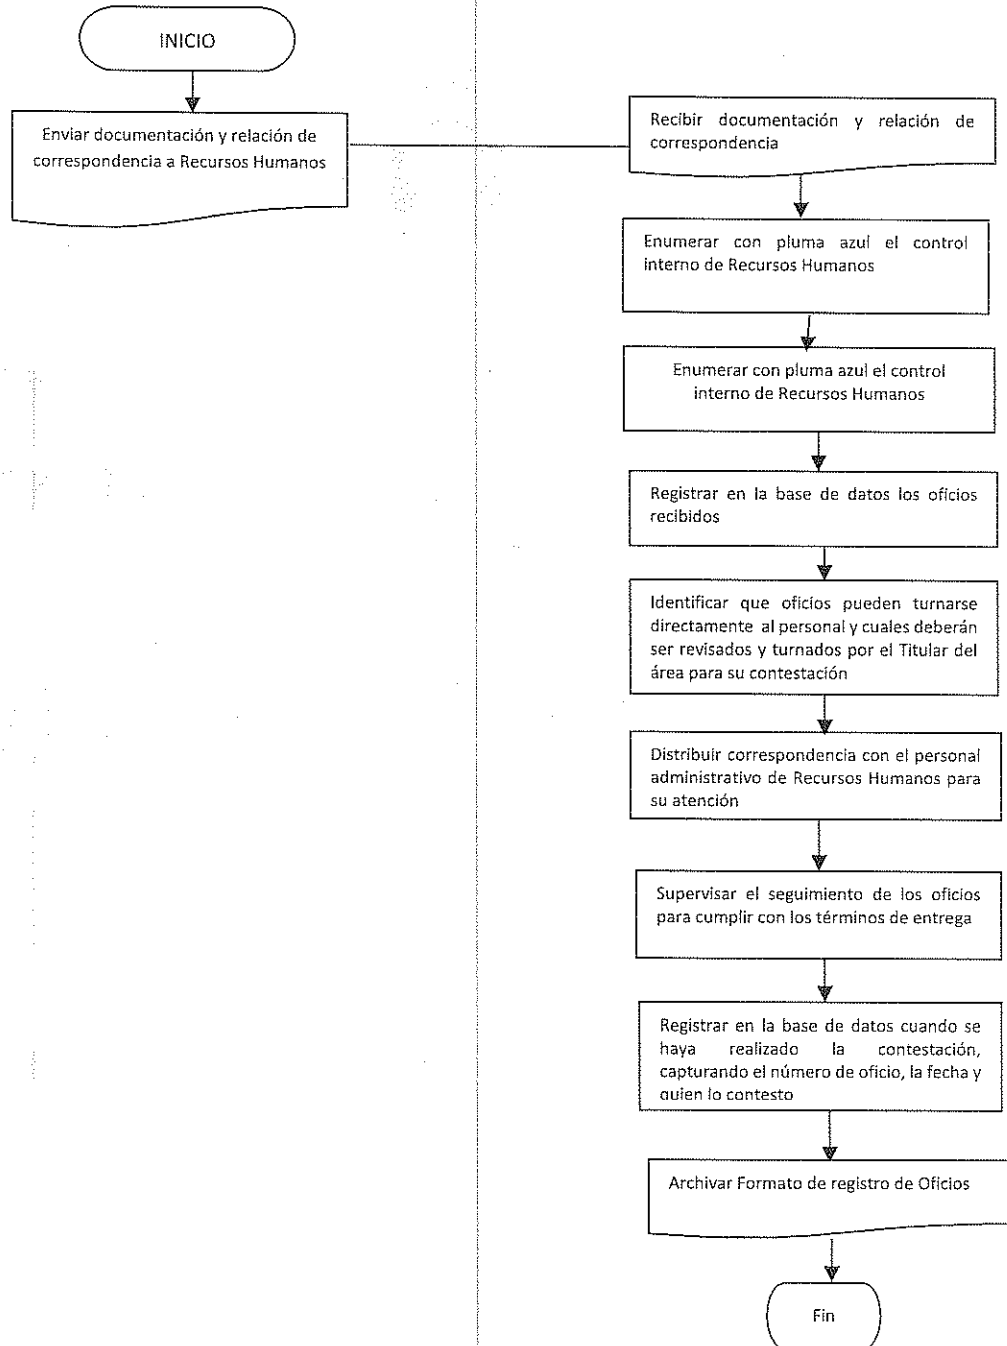 INICIO
Enviar documentación y relación de
correspondencia a Recursos Humanos
Recibir documentación y relación de
correspondencia
Enumerar con pluma azul el control
interno de Recursos Humanos
Enumerar con pluma azul el control
interno de Recursos Humanos
Registrar en la base de datos los oficios
recibidos
Identificar que oficios pueden turnarse
directamente al personal y cuales deberán
ser revisados y turnados por el Titular del
área para su contestación
Distribuir correspondencia con el personal
administrativo de Recursos Humanos para
su atención
Supervisar el seguimiento de los oficios
para cumplir con los términos de entrega
Registrar en la base de datos cuando se
haya realizado la contestación,
capturando el número de oficio, la fecha y
quien lo contesto
Archivar Formato de registro de Oficios
Fin